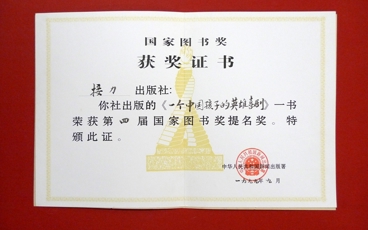 国家图书奖
获奖证书
接力 出版社:
你社出版的《一个中国孩子的英雄系列》一书
荣获第四届国家图书奖提名奖。特
颁此证。
中华人民共和国新闻出版署
一九九九年九月